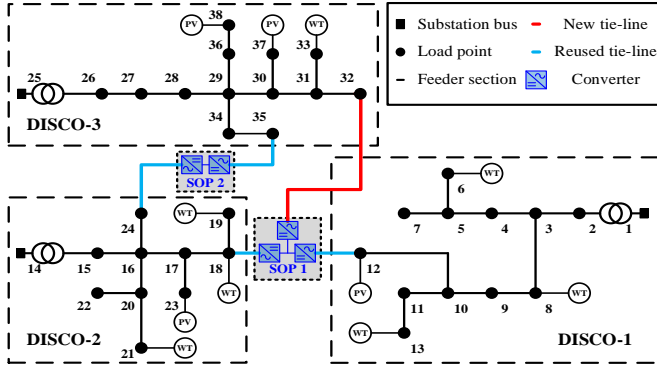 38
PV
PV
WT
36
37
33
25
26
27
28
29
30
31
32
34
35
DISCO-3
Substation bus
New tie-line
Load point
Reused tie-line
Feeder section
Converter
SOP 2
WT
6
7
5
4
3
2
1
24
WT
19
14
15
16
17
18
SOP 1
12
22
20
23
WT
PV
11
10
9
8
WT
PV
DISCO-2
21
WT
WT
13
DISCO-1